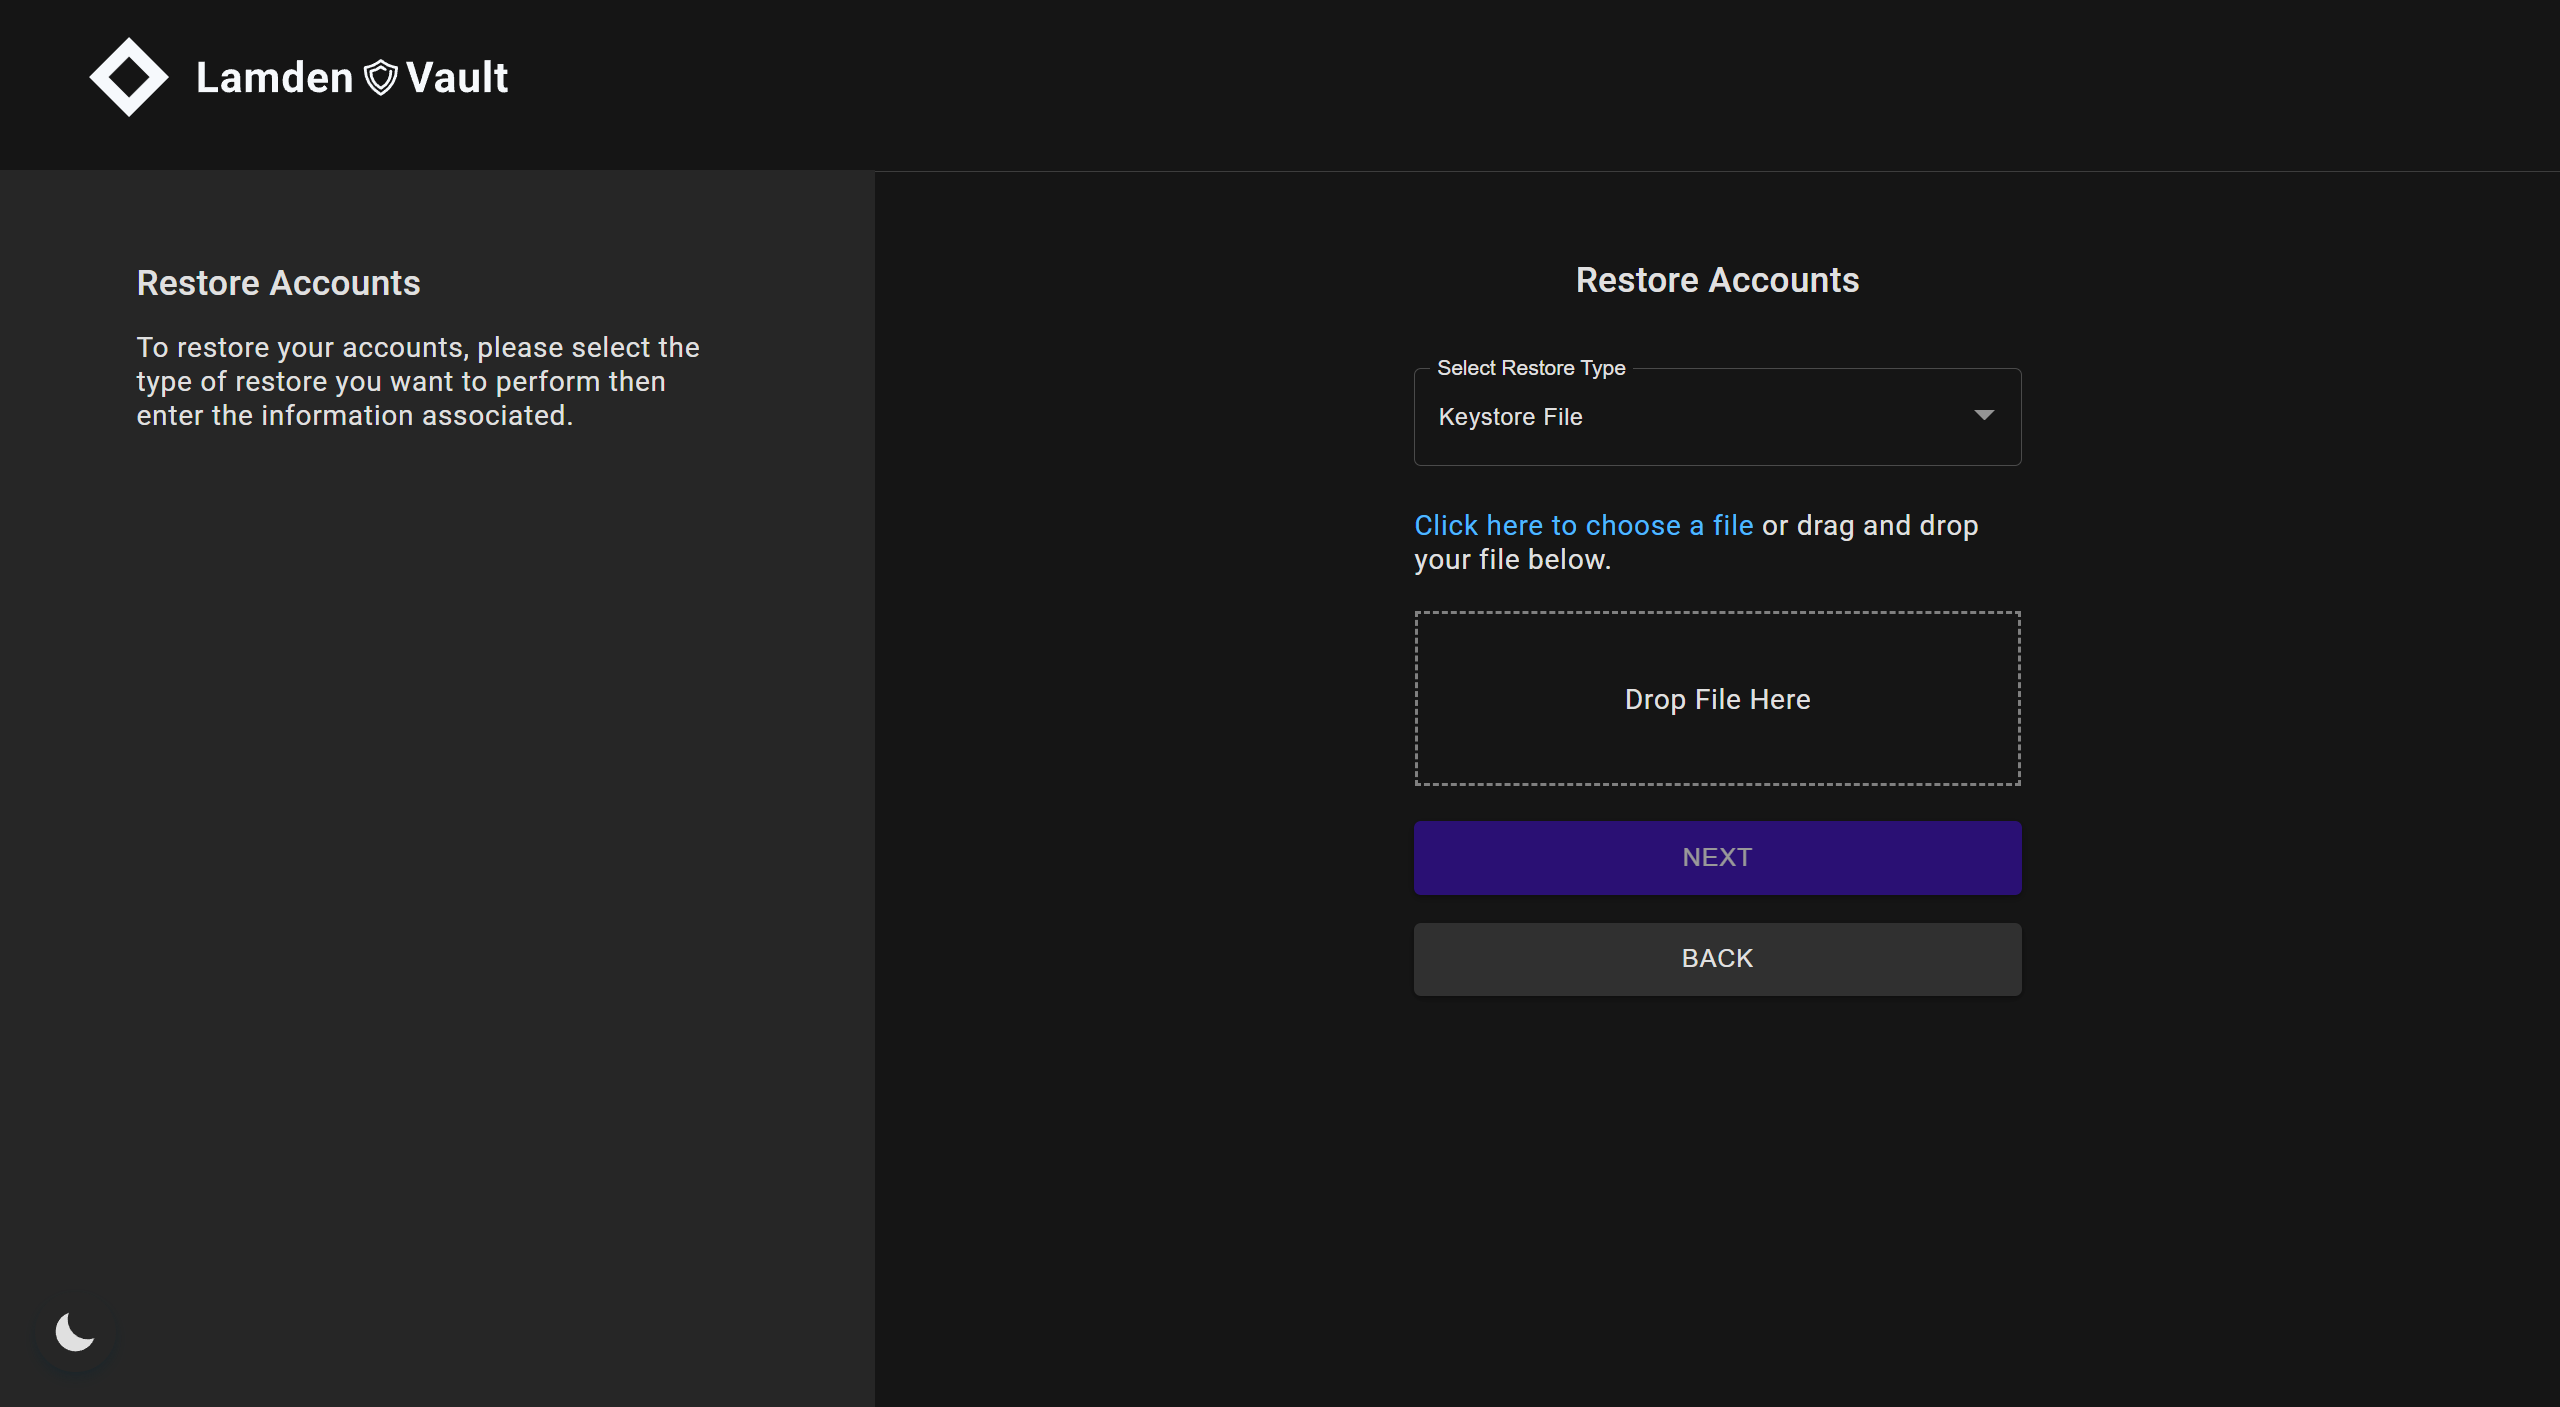 Lamden Vault
Restore Accounts
To restore your accounts, please select the
type of restore you want to perform then
enter the information associated.
Restore Accounts
Select Restore Type
Keystore File
Click here to choose a file or drag and drop
your file below.
Drop File Here
NEXT
BACK